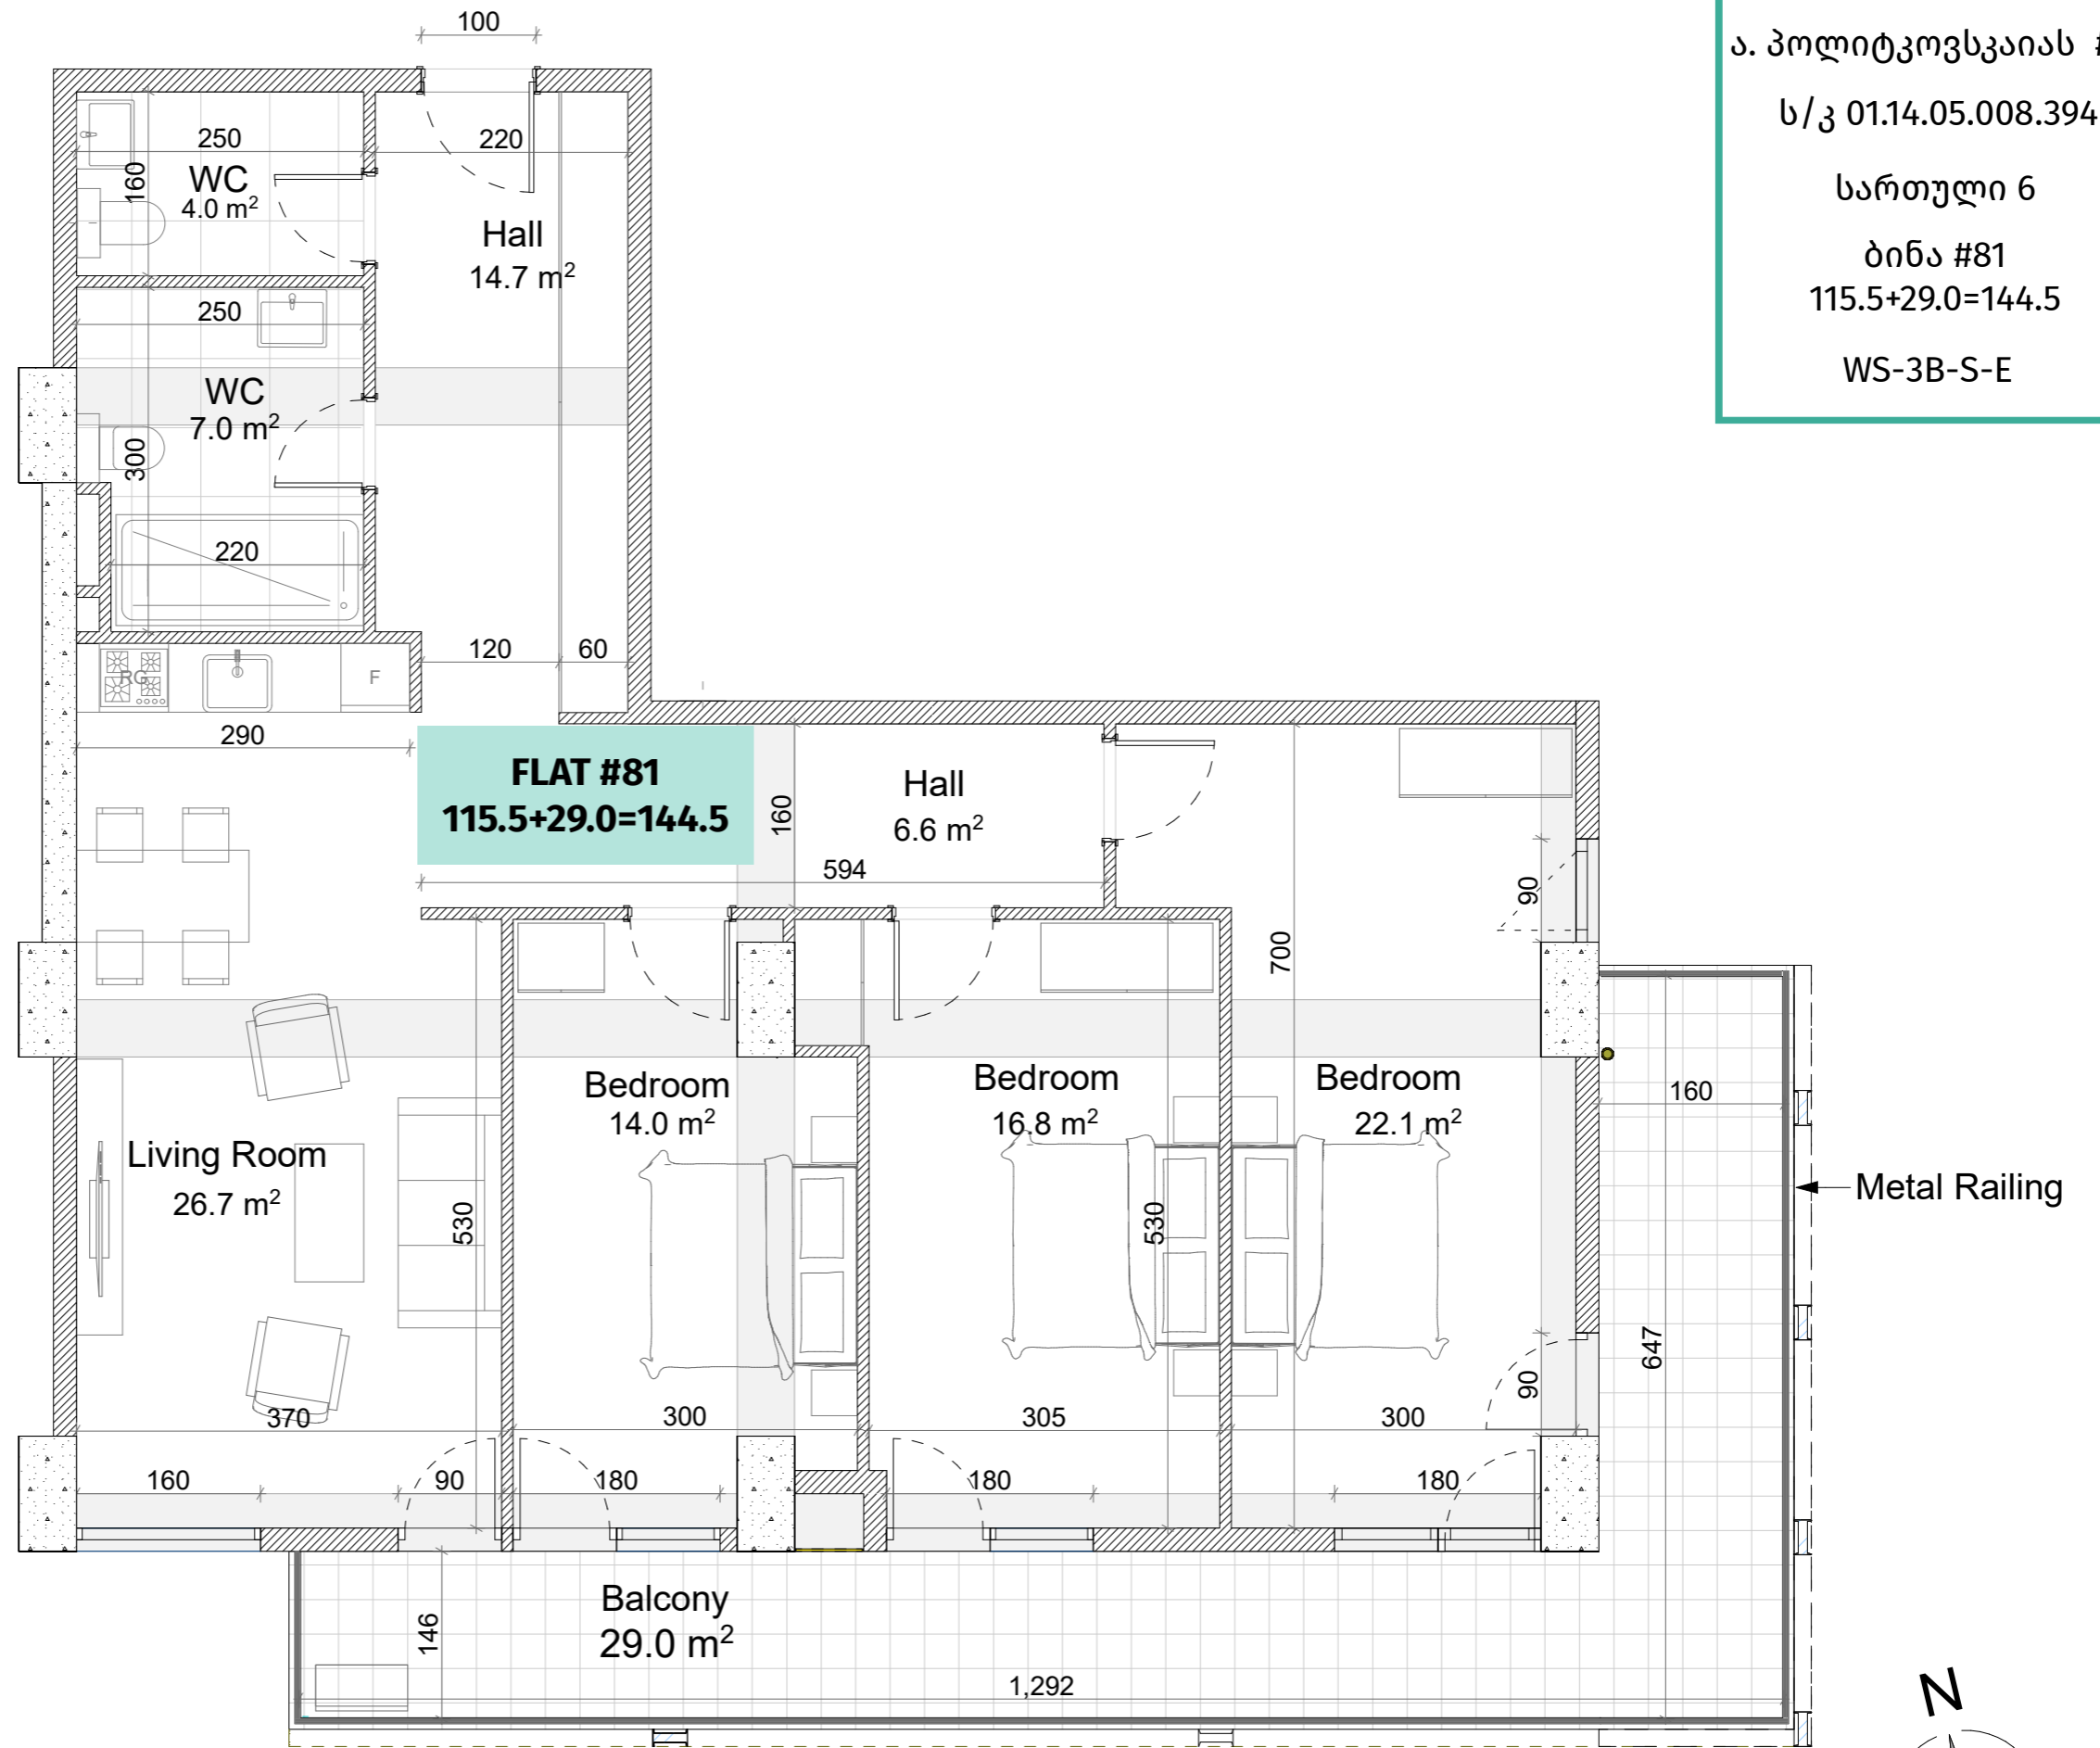 100
ა. პოლიტკოვსკაიას #
ს/კ 01.14.05.008.394
სართული 6
ბინა #81
115.5+29.0=144.5
WS-3B-S-E
250
220
160
WC
4.0 m²
Hall
14.7 m²
250
WC
7.0 m²
300
220
120
60
RG
F
290
FLAT #81
115.5+29.0=144.5
160
Hall
6.6 m²
594
90
700
Bedroom
14.0 m²
Bedroom
16.8 m²
Bedroom
22.1 m²
160
Living Room
26.7 m²
Metal Railing
530
530
647
90
370
300
305
300
160
90
180
180
180
Balcony
29.0 m²
146
1,292
N